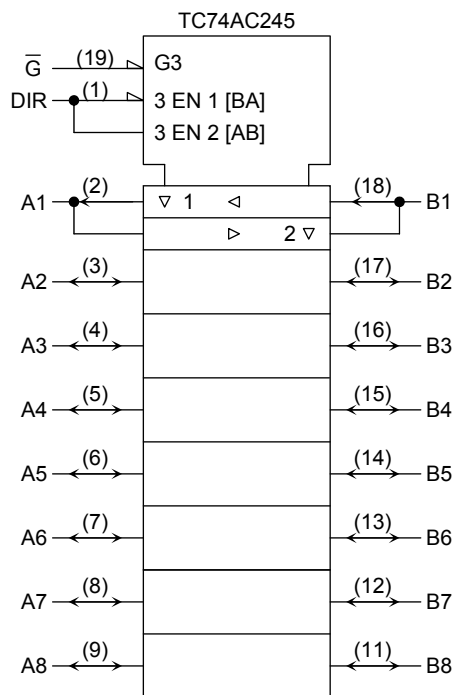 TC74AC245
G̅ (19) G3
DIR (1) 3 EN 1 [BA]
3 EN 2 [AB]
A1 (2) ▽ 1 ◁ (18) B1
▷ 2 ▽
A2 (3) (17) B2
A3 (4) (16) B3
A4 (5) (15) B4
A5 (6) (14) B5
A6 (7) (13) B6
A7 (8) (12) B7
A8 (9) (11) B8